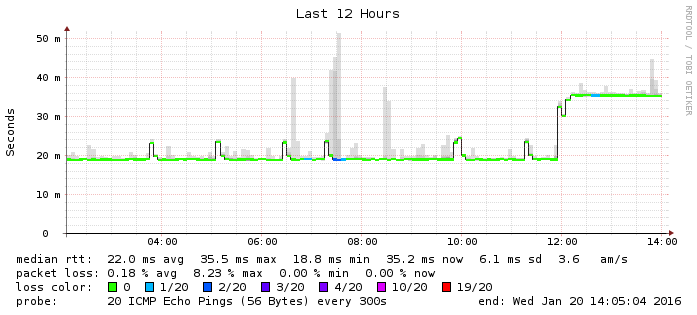 Last 12 Hours
RRDTOOL / TOBI OETIKER
Seconds
50 m
40 m
30 m
20 m
10 m
0
04:00 06:00 08:00 10:00 12:00 14:00
median rtt: 22.0 ms avg 35.5 ms max 18.8 ms min 35.2 ms now 6.1 ms sd 3.6 am/s
packet loss: 0.18 % avg 8.23 % max 0.00 % min 0.00 % now
loss color: 0 1/20 2/20 3/20 4/20 10/20 19/20
probe: 20 ICMP Echo Pings (56 Bytes) every 300s end: Wed Jan 20 14:05:04 2016